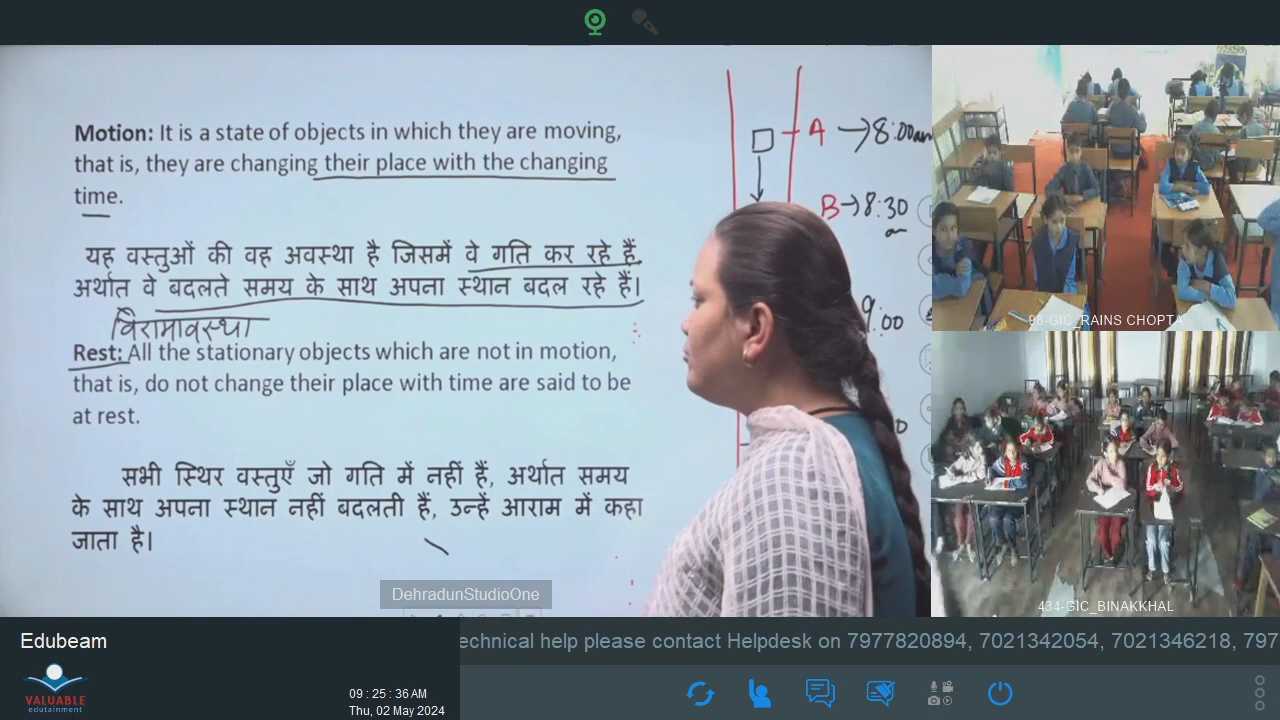 Motion: It is a state of objects in which they are moving,
that is, they are changing their place with the changing
time.
यह वस्तुओं की वह अवस्था है जिसमें वे गति कर रहे हैं,
अर्थात वे बदलते समय के साथ अपना स्थान बदल रहे हैं।
विरामावस्था
Rest: All the stationary objects which are not in motion,
that is, do not change their place with time are said to be
at rest.
सभी स्थिर वस्तुएँ जो गति में नहीं हैं, अर्थात समय
के साथ अपना स्थान नहीं बदलती हैं, उन्हें आराम में कहा
जाता है।
A → 8:00am
B → 8:30
9:00
DehradunStudioOne
98-GIC_RAINS CHOPTA
434-GIC_BINAKKHAL
Edubeam
echnical help please contact Helpdesk on 7977820894, 7021342054, 7021346218, 797
VALUABLE
edutainment
09 : 25 : 36 AM
Thu, 02 May 2024